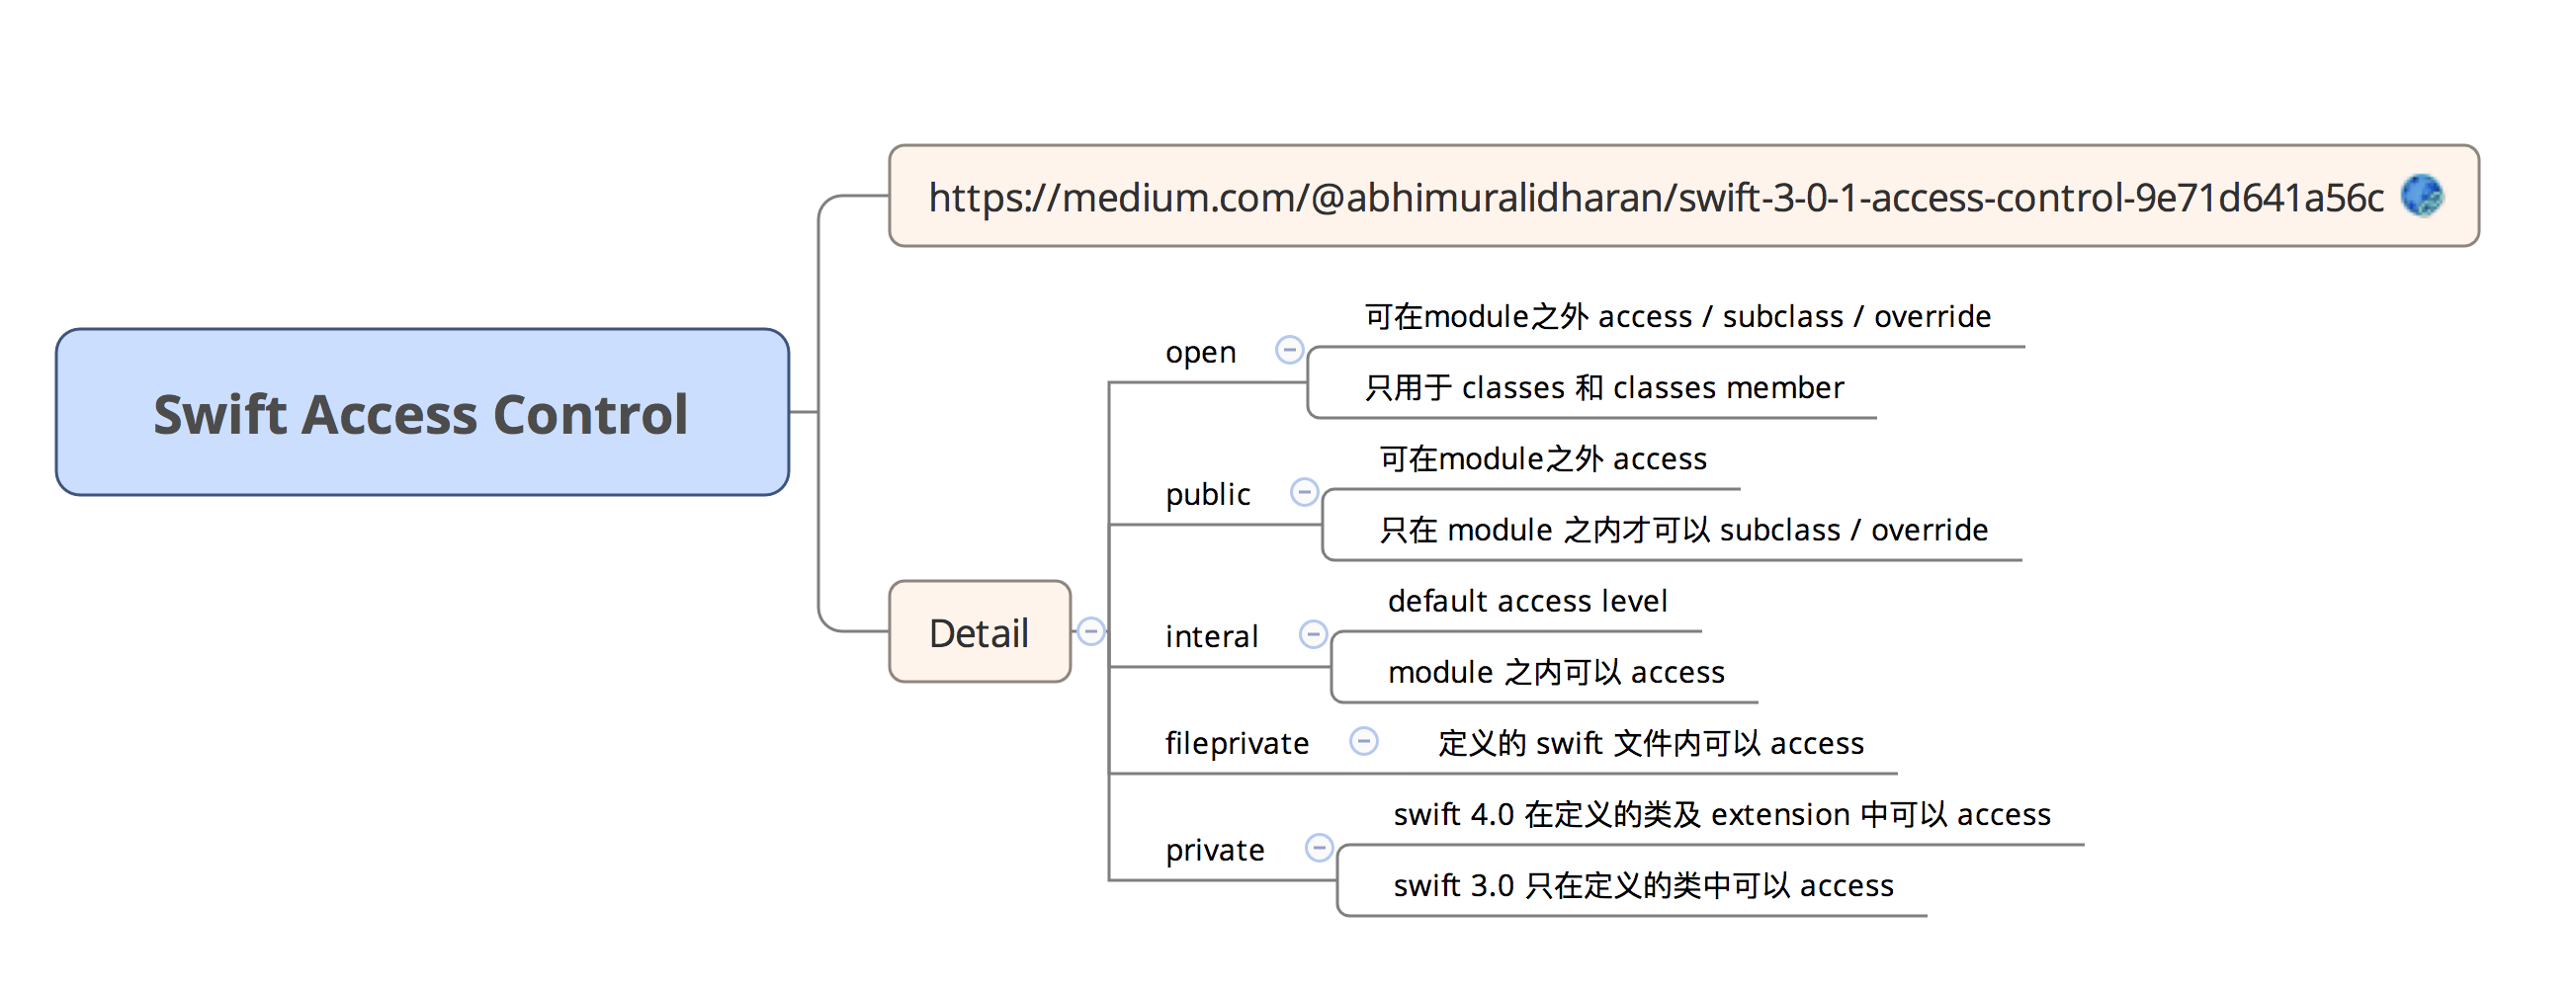 Swift Access Control
https://medium.com/@abhimuralidharan/swift-3-0-1-access-control-9e71d641a56c
Detail
open
可在module之外 access / subclass / override
只用于 classes 和 classes member
public
可在module之外 access
只在 module 之内才可以 subclass / override
interal
default access level
module 之内可以 access
fileprivate
定义的 swift 文件内可以 access
private
swift 4.0 在定义的类及 extension 中可以 access
swift 3.0 只在定义的类中可以 access